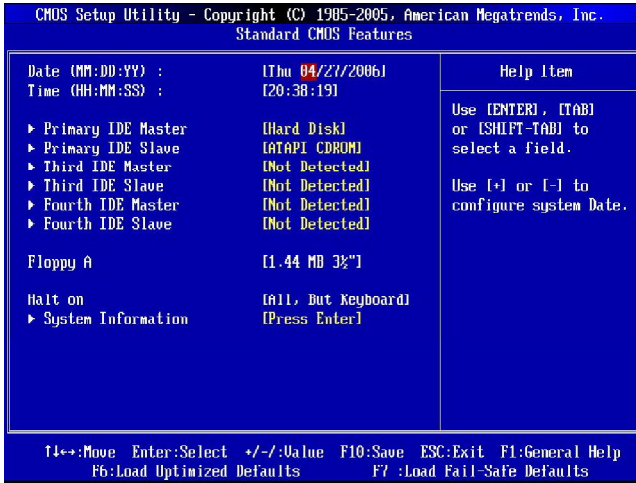 CMOS Setup Utility - Copyright (C) 1985-2005, American Megatrends, Inc.
Standard CMOS Features
Date (MM:DD:YY) : [Thu 04/27/2006]
Time (HH:MM:SS) : [20:38:19]
▶ Primary IDE Master [Hard Disk]
▶ Primary IDE Slave [ATAPI CDROM]
▶ Third IDE Master [Not Detected]
▶ Third IDE Slave [Not Detected]
▶ Fourth IDE Master [Not Detected]
▶ Fourth IDE Slave [Not Detected]
Floppy A [1.44 MB 3½"]
Halt on [All, But Keyboard]
▶ System Information [Press Enter]
Help Item
Use [ENTER], [TAB]
or [SHIFT-TAB] to
select a field.
Use [+] or [-] to
configure system Date.
↑↓←→:Move Enter:Select +/-/:Value F10:Save ESC:Exit F1:General Help
F6:Load Optimized Defaults F7 :Load Fail-Safe Defaults